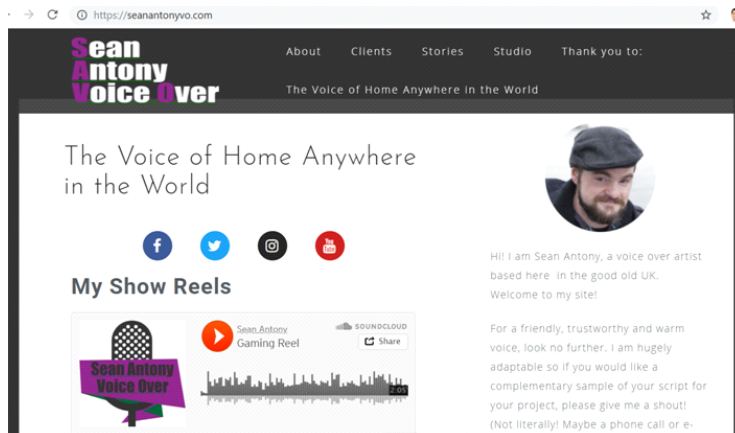 https://seanantonyvo.com
Sean
Antony
Voice Over
About Clients Stories Studio Thank you to:
The Voice of Home Anywhere in the World
The Voice of Home Anywhere
in the World
You
Tube
My Show Reels
Sean Antony
Voice Over
Sean Antony
Gaming Reel
SOUNDCLOUD
Share
2:05
Hi! I am Sean Antony, a voice over artist
based here in the good old UK.
Welcome to my site!
For a friendly, trustworthy and warm
voice, look no further. I am hugely
adaptable so if you would like a
complementary sample of your script for
your project, please give me a shout!
(Not literally! Maybe a phone call or e-